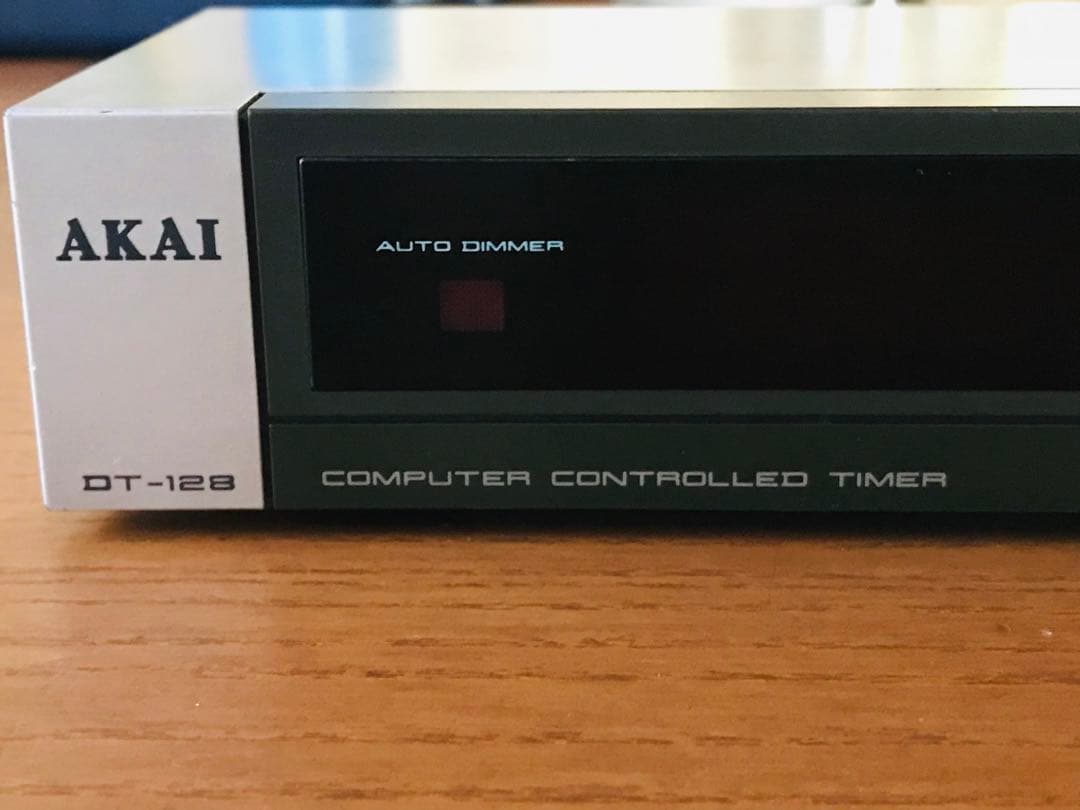 AUTO DIMMER
AKAI
DT-128
COMPUTER CONTROLLED TIMER